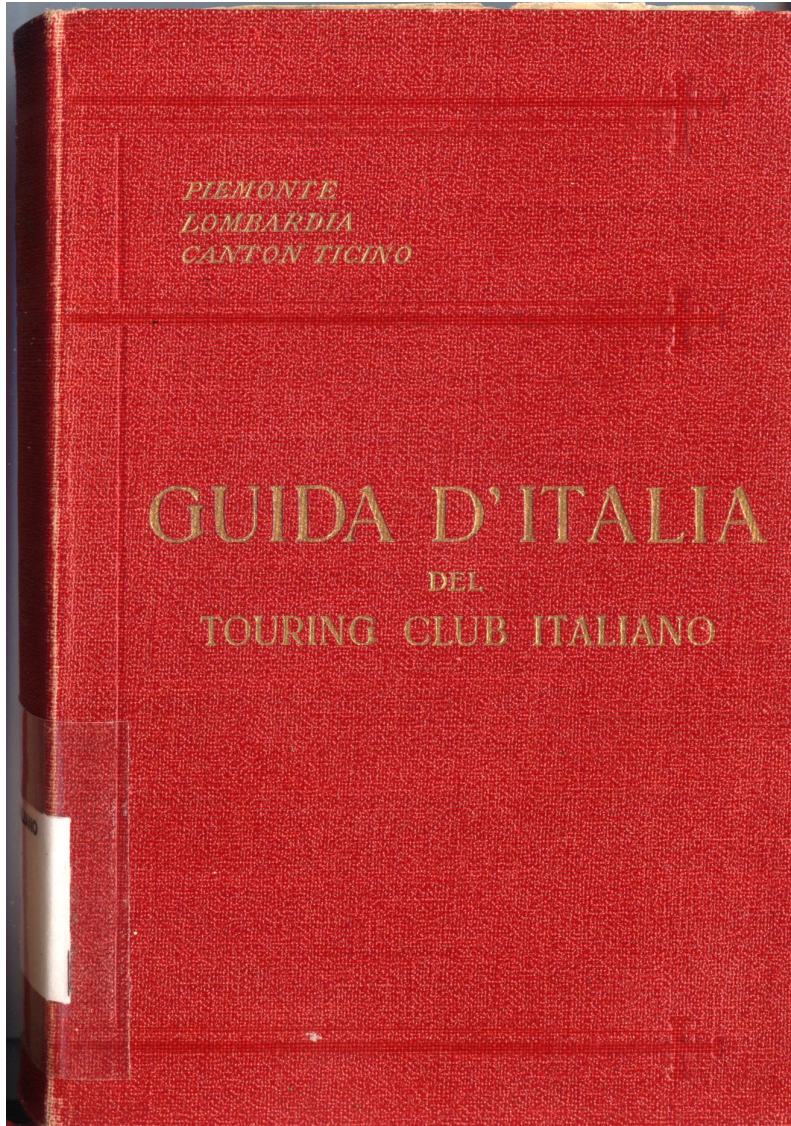 PIEMONTE
LOMBARDIA
CANTON TICINO
GUIDA D'ITALIA
DEL
TOURING CLUB ITALIANO